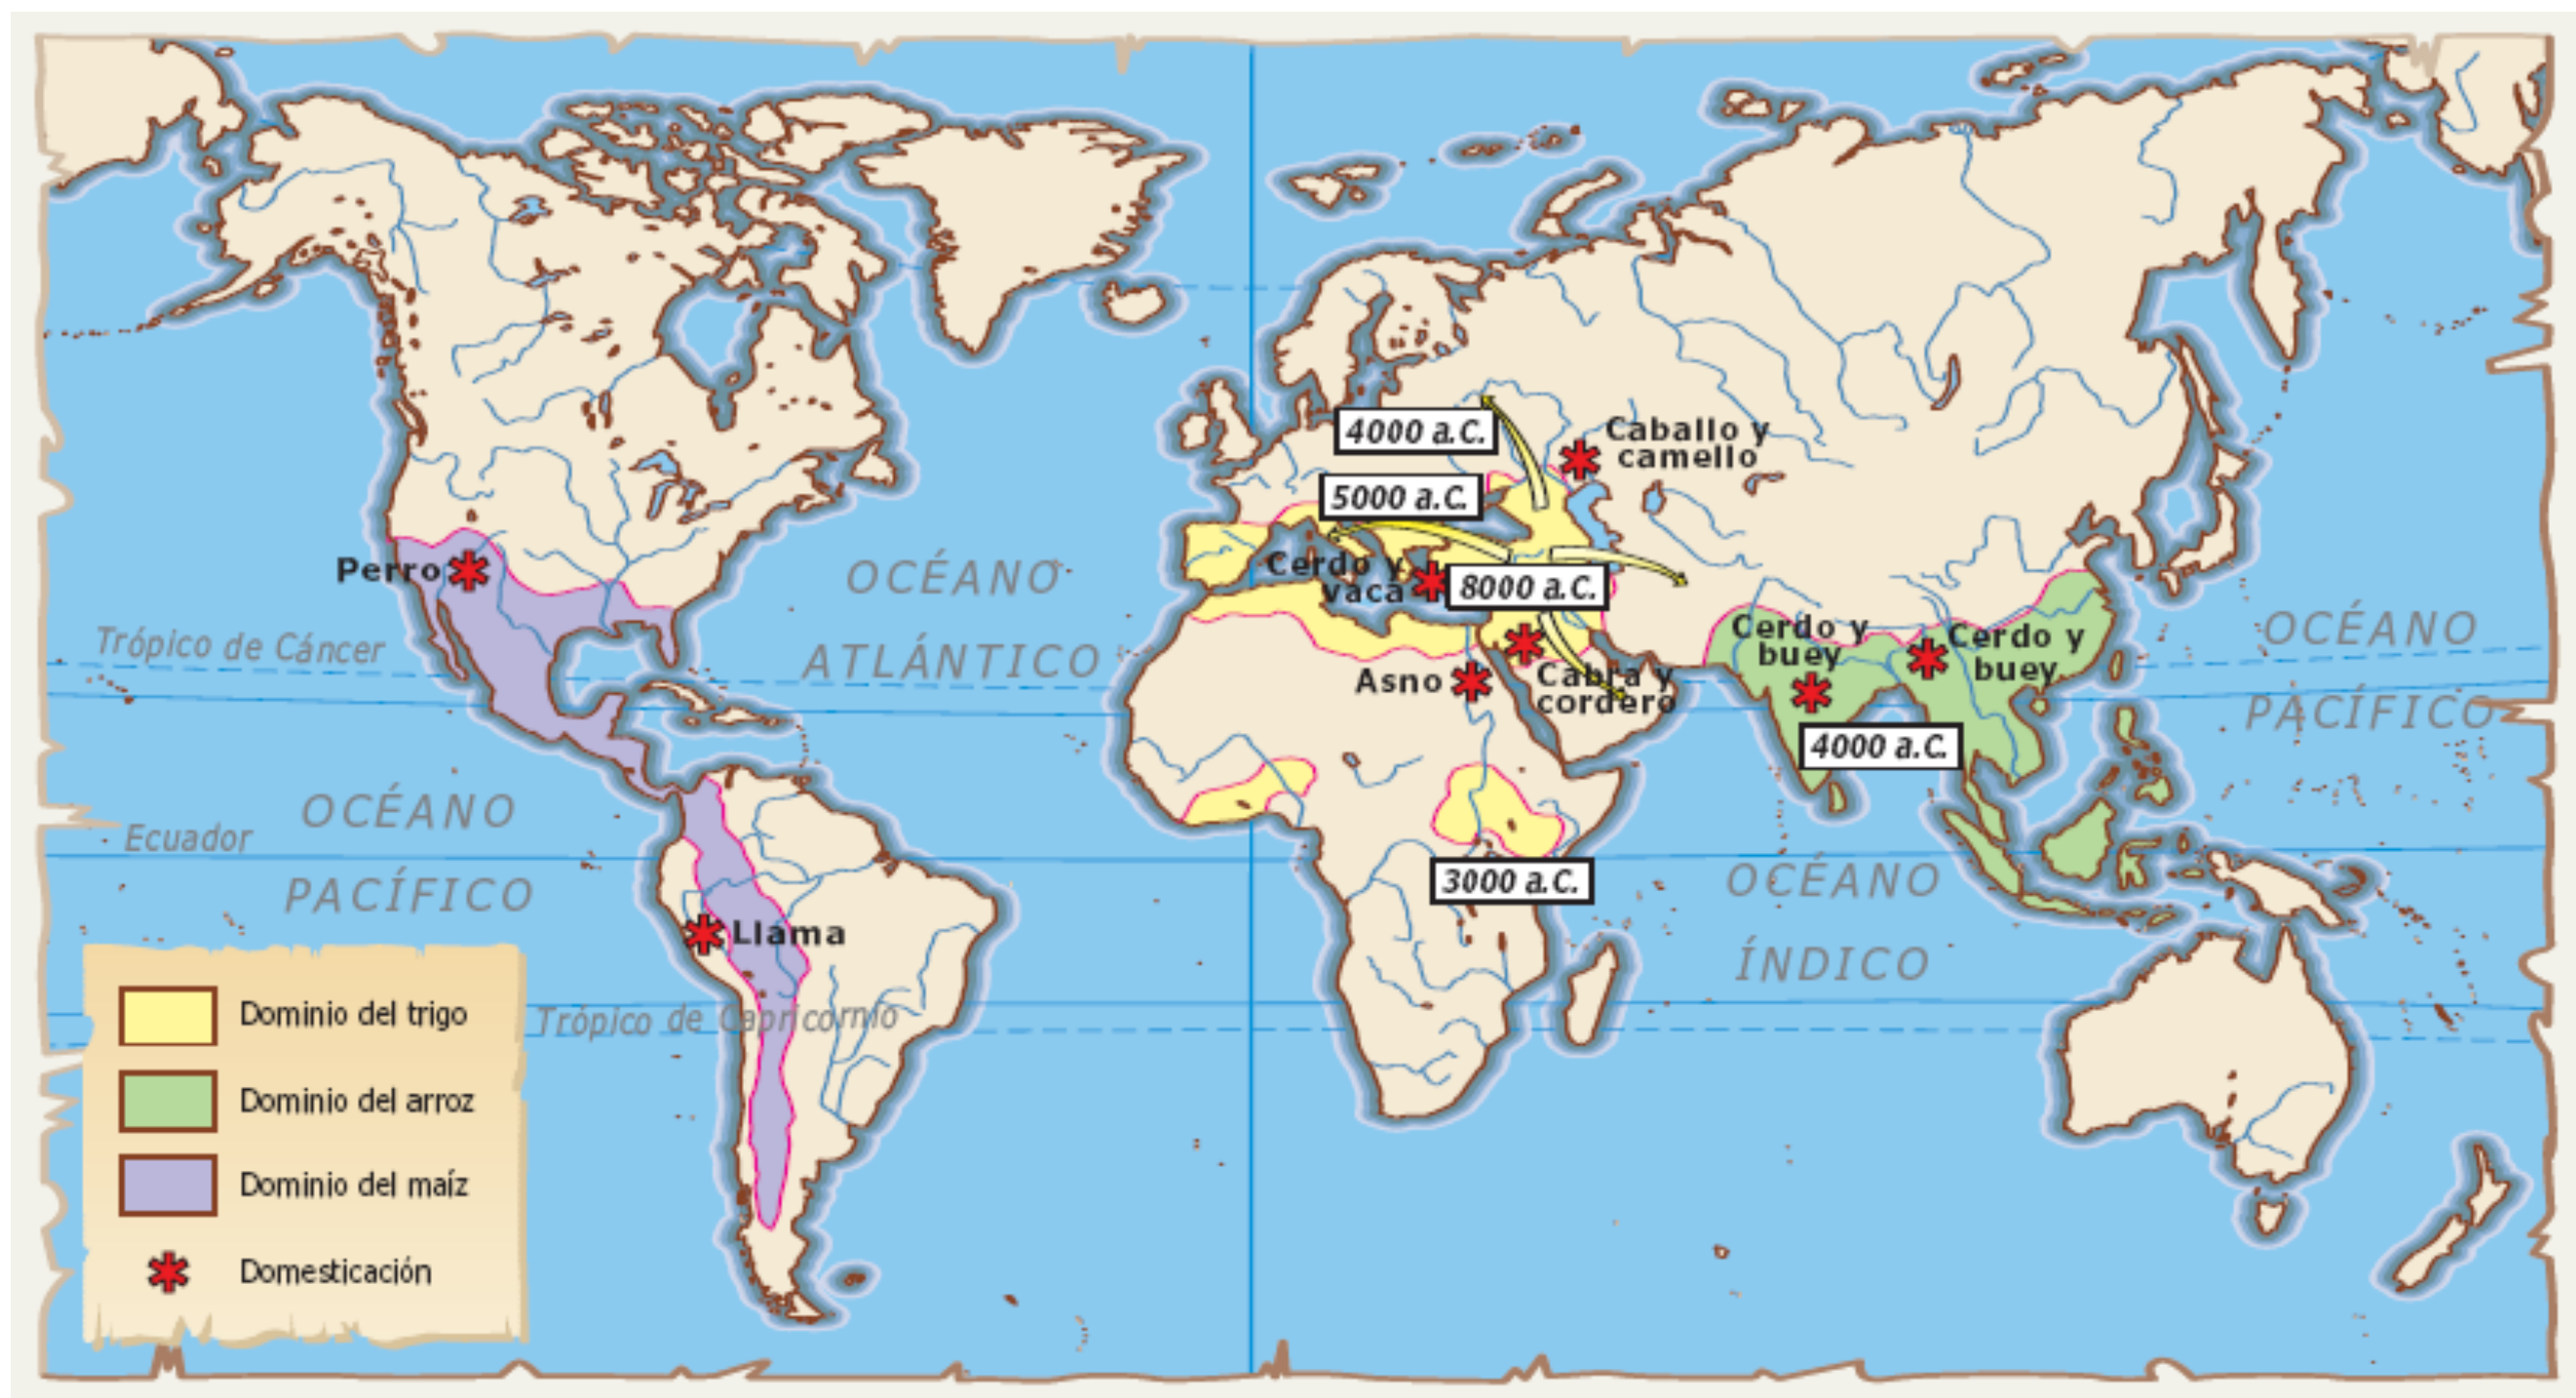 4000 a.C.
Caballo y
camello
5000 a.C.
Perro
OCÉANO
ATLÁNTICO
Cerdo y
vaca
8000 a.C.
Trópico de Cáncer
Asno
Cabra y
cordero
Cerdo y
buey
Cerdo y
buey
4000 a.C.
OCÉANO
PACÍFICO
OCÉANO
PACÍFICO
Ecuador
3000 a.C.
OCÉANO
ÍNDICO
Llama
Trópico de Capricornio
Dominio del trigo
Dominio del arroz
Dominio del maíz
Domesticación